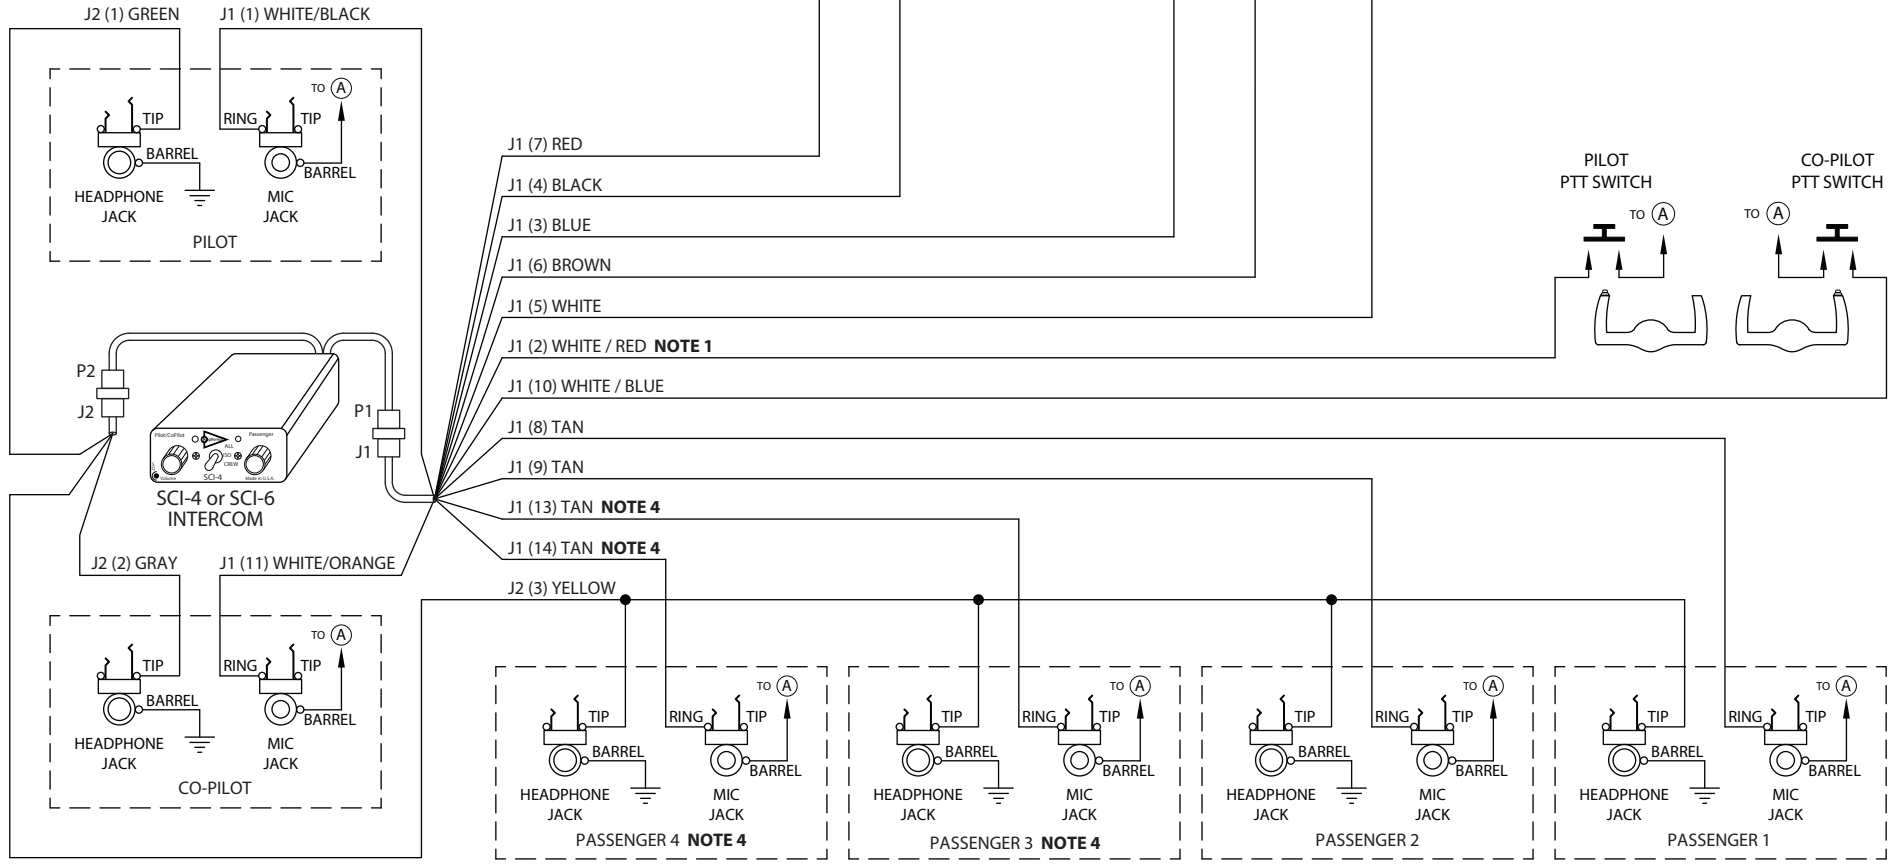 J2 (1) GREEN
J1 (1) WHITE/BLACK
TO A
TIP
RING
TIP
BARREL
BARREL
HEADPHONE
JACK
MIC
JACK
PILOT
J1 (7) RED
J1 (4) BLACK
J1 (3) BLUE
J1 (6) BROWN
J1 (5) WHITE
J1 (2) WHITE / RED NOTE 1
J1 (10) WHITE / BLUE
J1 (8) TAN
J1 (9) TAN
J1 (13) TAN NOTE 4
J1 (14) TAN NOTE 4
J2 (3) YELLOW
PILOT
PTT SWITCH
TO A
CO-PILOT
PTT SWITCH
TO A
P2
J2
P1
J1
Pilot/CoPilot
Passenger
ALL
ISO
CREW
Volume
SCI-4
Made in U.S.A.
SCI-4 or SCI-6
INTERCOM
J2 (2) GRAY
J1 (11) WHITE/ORANGE
TO A
TIP
RING
TIP
BARREL
BARREL
HEADPHONE
JACK
MIC
JACK
CO-PILOT
TO A
TIP
RING
TIP
BARREL
BARREL
HEADPHONE
JACK
MIC
JACK
PASSENGER 4 NOTE 4
TO A
TIP
RING
TIP
BARREL
BARREL
HEADPHONE
JACK
MIC
JACK
PASSENGER 3 NOTE 4
TO A
TIP
RING
TIP
BARREL
BARREL
HEADPHONE
JACK
MIC
JACK
PASSENGER 2
TO A
TIP
RING
TIP
BARREL
BARREL
HEADPHONE
JACK
MIC
JACK
PASSENGER 1